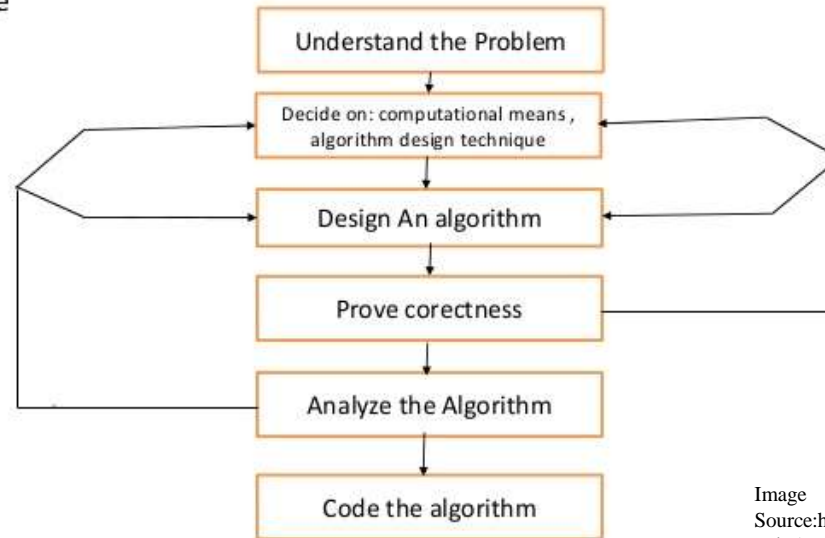 e
Understand the Problem
Decide on: computational means ,
algorithm design technique
Design An algorithm
Prove corectness
Analyze the Algorithm
Code the algorithm
Image
Source:h